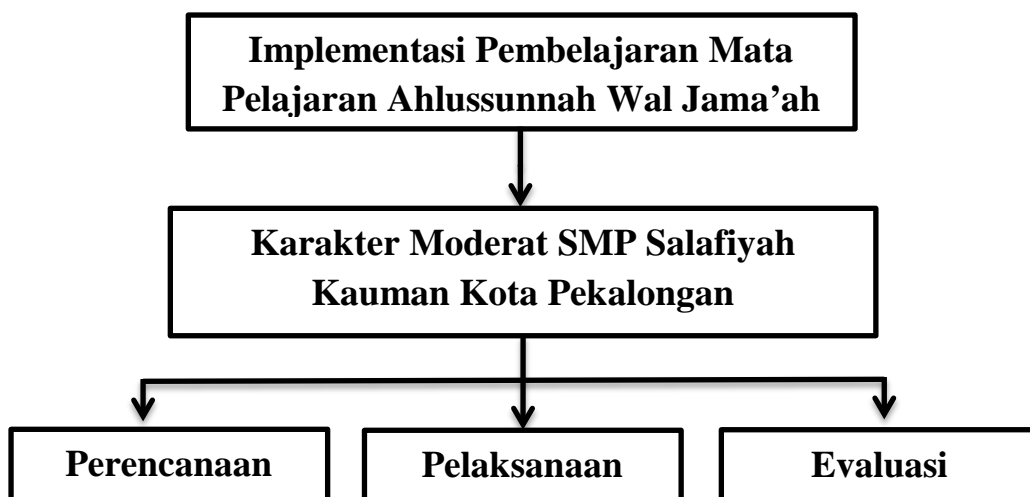 Implementasi Pembelajaran Mata
Pelajaran Ahlussunnah Wal Jama’ah
Karakter Moderat SMP Salafiyah
Kauman Kota Pekalongan
Perencanaan
Pelaksanaan
Evaluasi